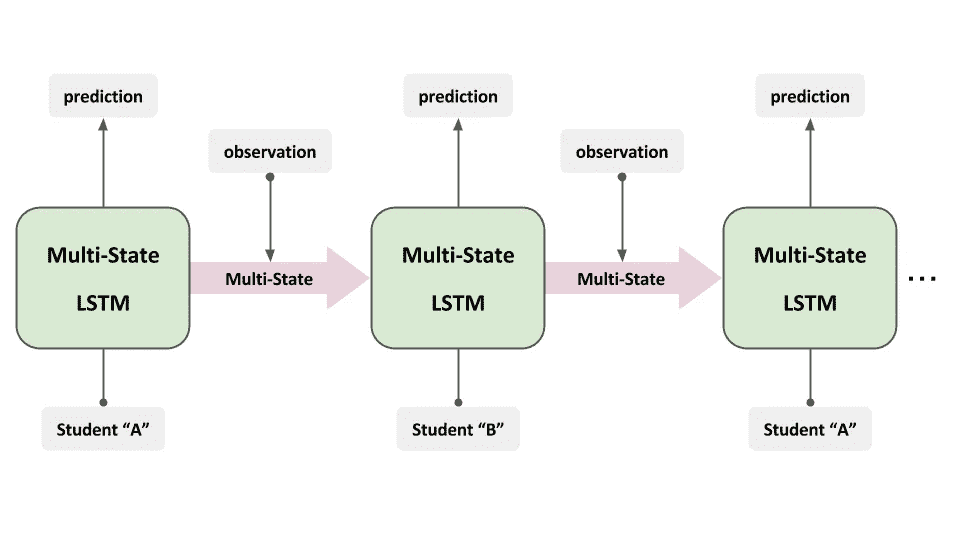 prediction
prediction
prediction
observation
observation
Multi-State
LSTM
Multi-State
Multi-State
LSTM
Multi-State
Multi-State
LSTM
...
Student “A”
Student “B”
Student “A”